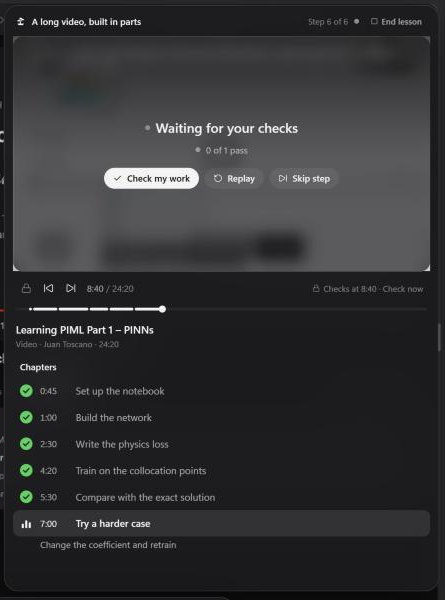 A long video, built in parts
Step 6 of 6
End lesson
Waiting for your checks
0 of 1 pass
Check my work
Replay
Skip step
8:40 / 24:20
Checks at 8:40 · Check now
Learning PIML Part 1 – PINNs
Video · Juan Toscano · 24:20
Chapters
0:45 Set up the notebook
1:00 Build the network
2:30 Write the physics loss
4:20 Train on the collocation points
5:30 Compare with the exact solution
7:00 Try a harder case
Change the coefficient and retrain